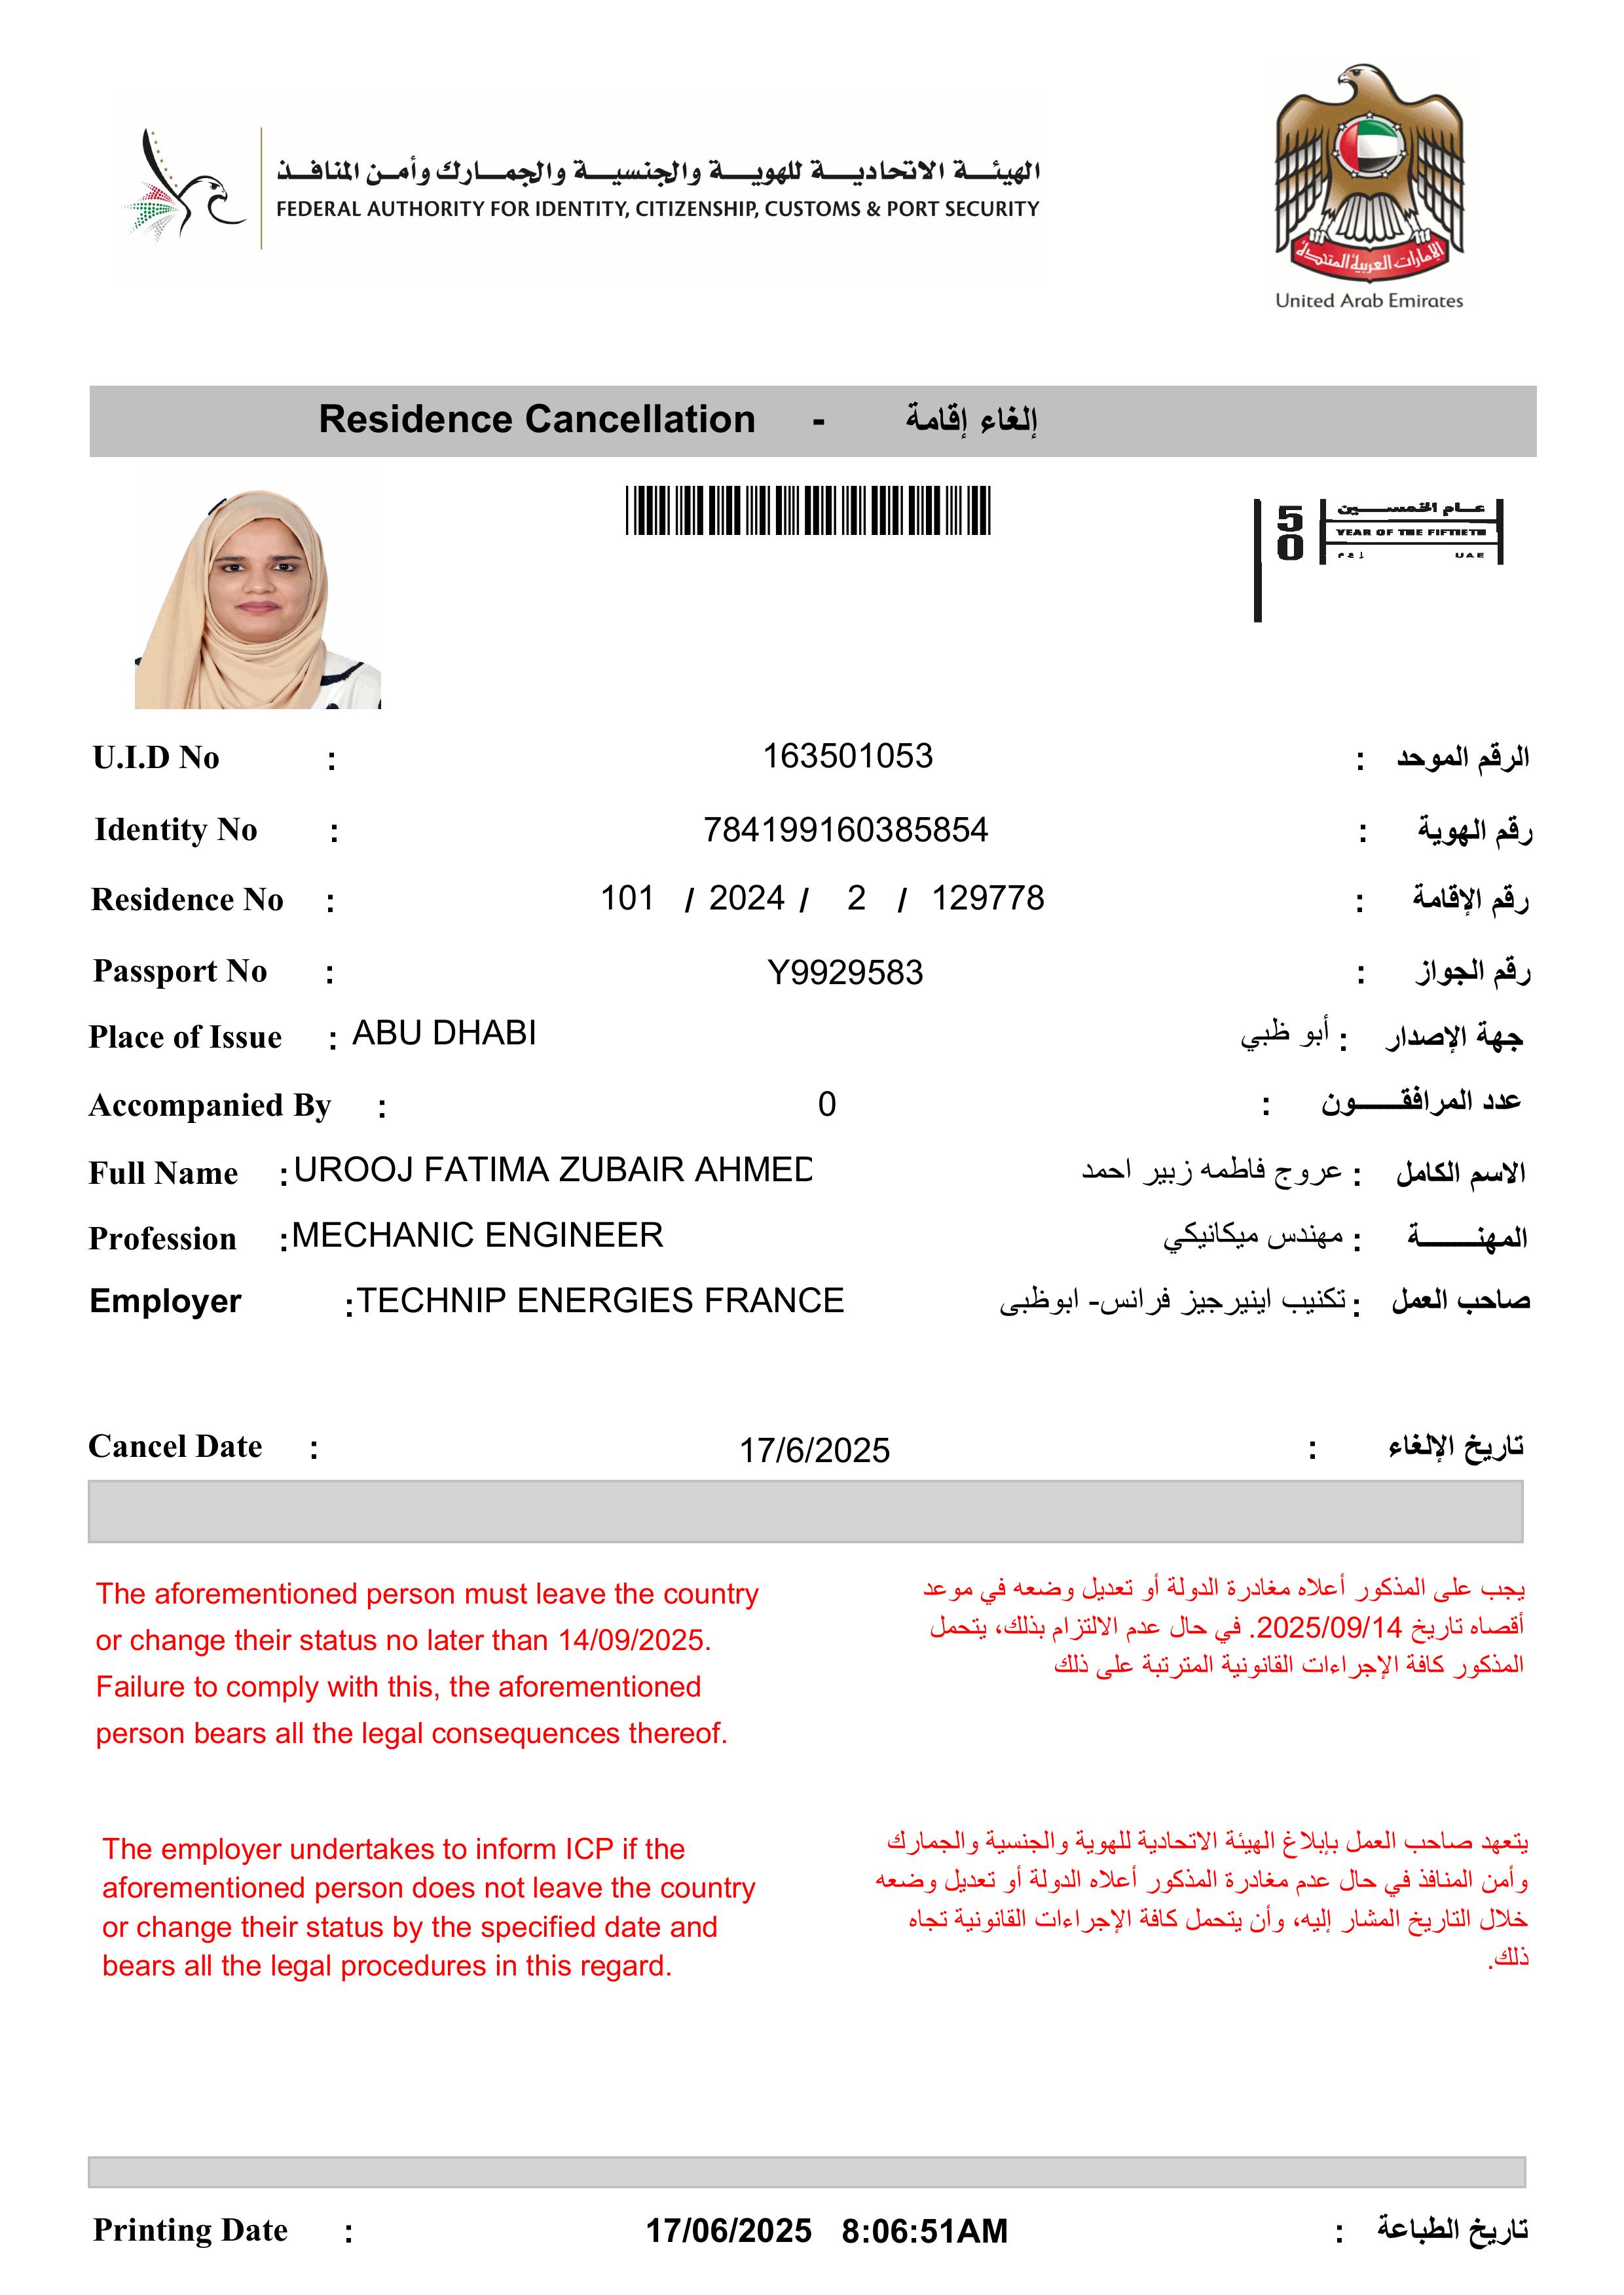 الهيئة الاتحادية للهوية والجنسية والجمارك وأمن المنافذ
FEDERAL AUTHORITY FOR IDENTITY, CITIZENSHIP, CUSTOMS & PORT SECURITY
الإمارات العربية المتحدة
United Arab Emirates
Residence Cancellation - إلغاء إقامة
50
عام الخمسين
YEAR OF THE FIFTIETH
إ ع م UAE
U.I.D No : 163501053 : الرقم الموحد
Identity No : 784199160385854 : رقم الهوية
Residence No : 101 / 2024 / 2 / 129778 : رقم الإقامة
Passport No : Y9929583 : رقم الجواز
Place of Issue : ABU DHABI أبو ظبي : جهة الإصدار
Accompanied By : 0 : عدد المرافقــــون
Full Name : UROOJ FATIMA ZUBAIR AHMED عروج فاطمه زبير احمد : الاسم الكامل
Profession : MECHANIC ENGINEER مهندس ميكانيكي : المهنــــــة
Employer : TECHNIP ENERGIES FRANCE تكنيب اينيرجيز فرانس- ابوظبى : صاحب العمل
Cancel Date : 17/6/2025 : تاريخ الإلغاء
The aforementioned person must leave the country
or change their status no later than 14/09/2025.
Failure to comply with this, the aforementioned
person bears all the legal consequences thereof.
يجب على المذكور أعلاه مغادرة الدولة أو تعديل وضعه في موعد
أقصاه تاريخ 2025/09/14. في حال عدم الالتزام بذلك، يتحمل
المذكور كافة الإجراءات القانونية المترتبة على ذلك
The employer undertakes to inform ICP if the
aforementioned person does not leave the country
or change their status by the specified date and
bears all the legal procedures in this regard.
يتعهد صاحب العمل بإبلاغ الهيئة الاتحادية للهوية والجنسية والجمارك
وأمن المنافذ في حال عدم مغادرة المذكور أعلاه الدولة أو تعديل وضعه
خلال التاريخ المشار إليه، وأن يتحمل كافة الإجراءات القانونية تجاه
ذلك.
Printing Date : 17/06/2025 8:06:51AM : تاريخ الطباعة